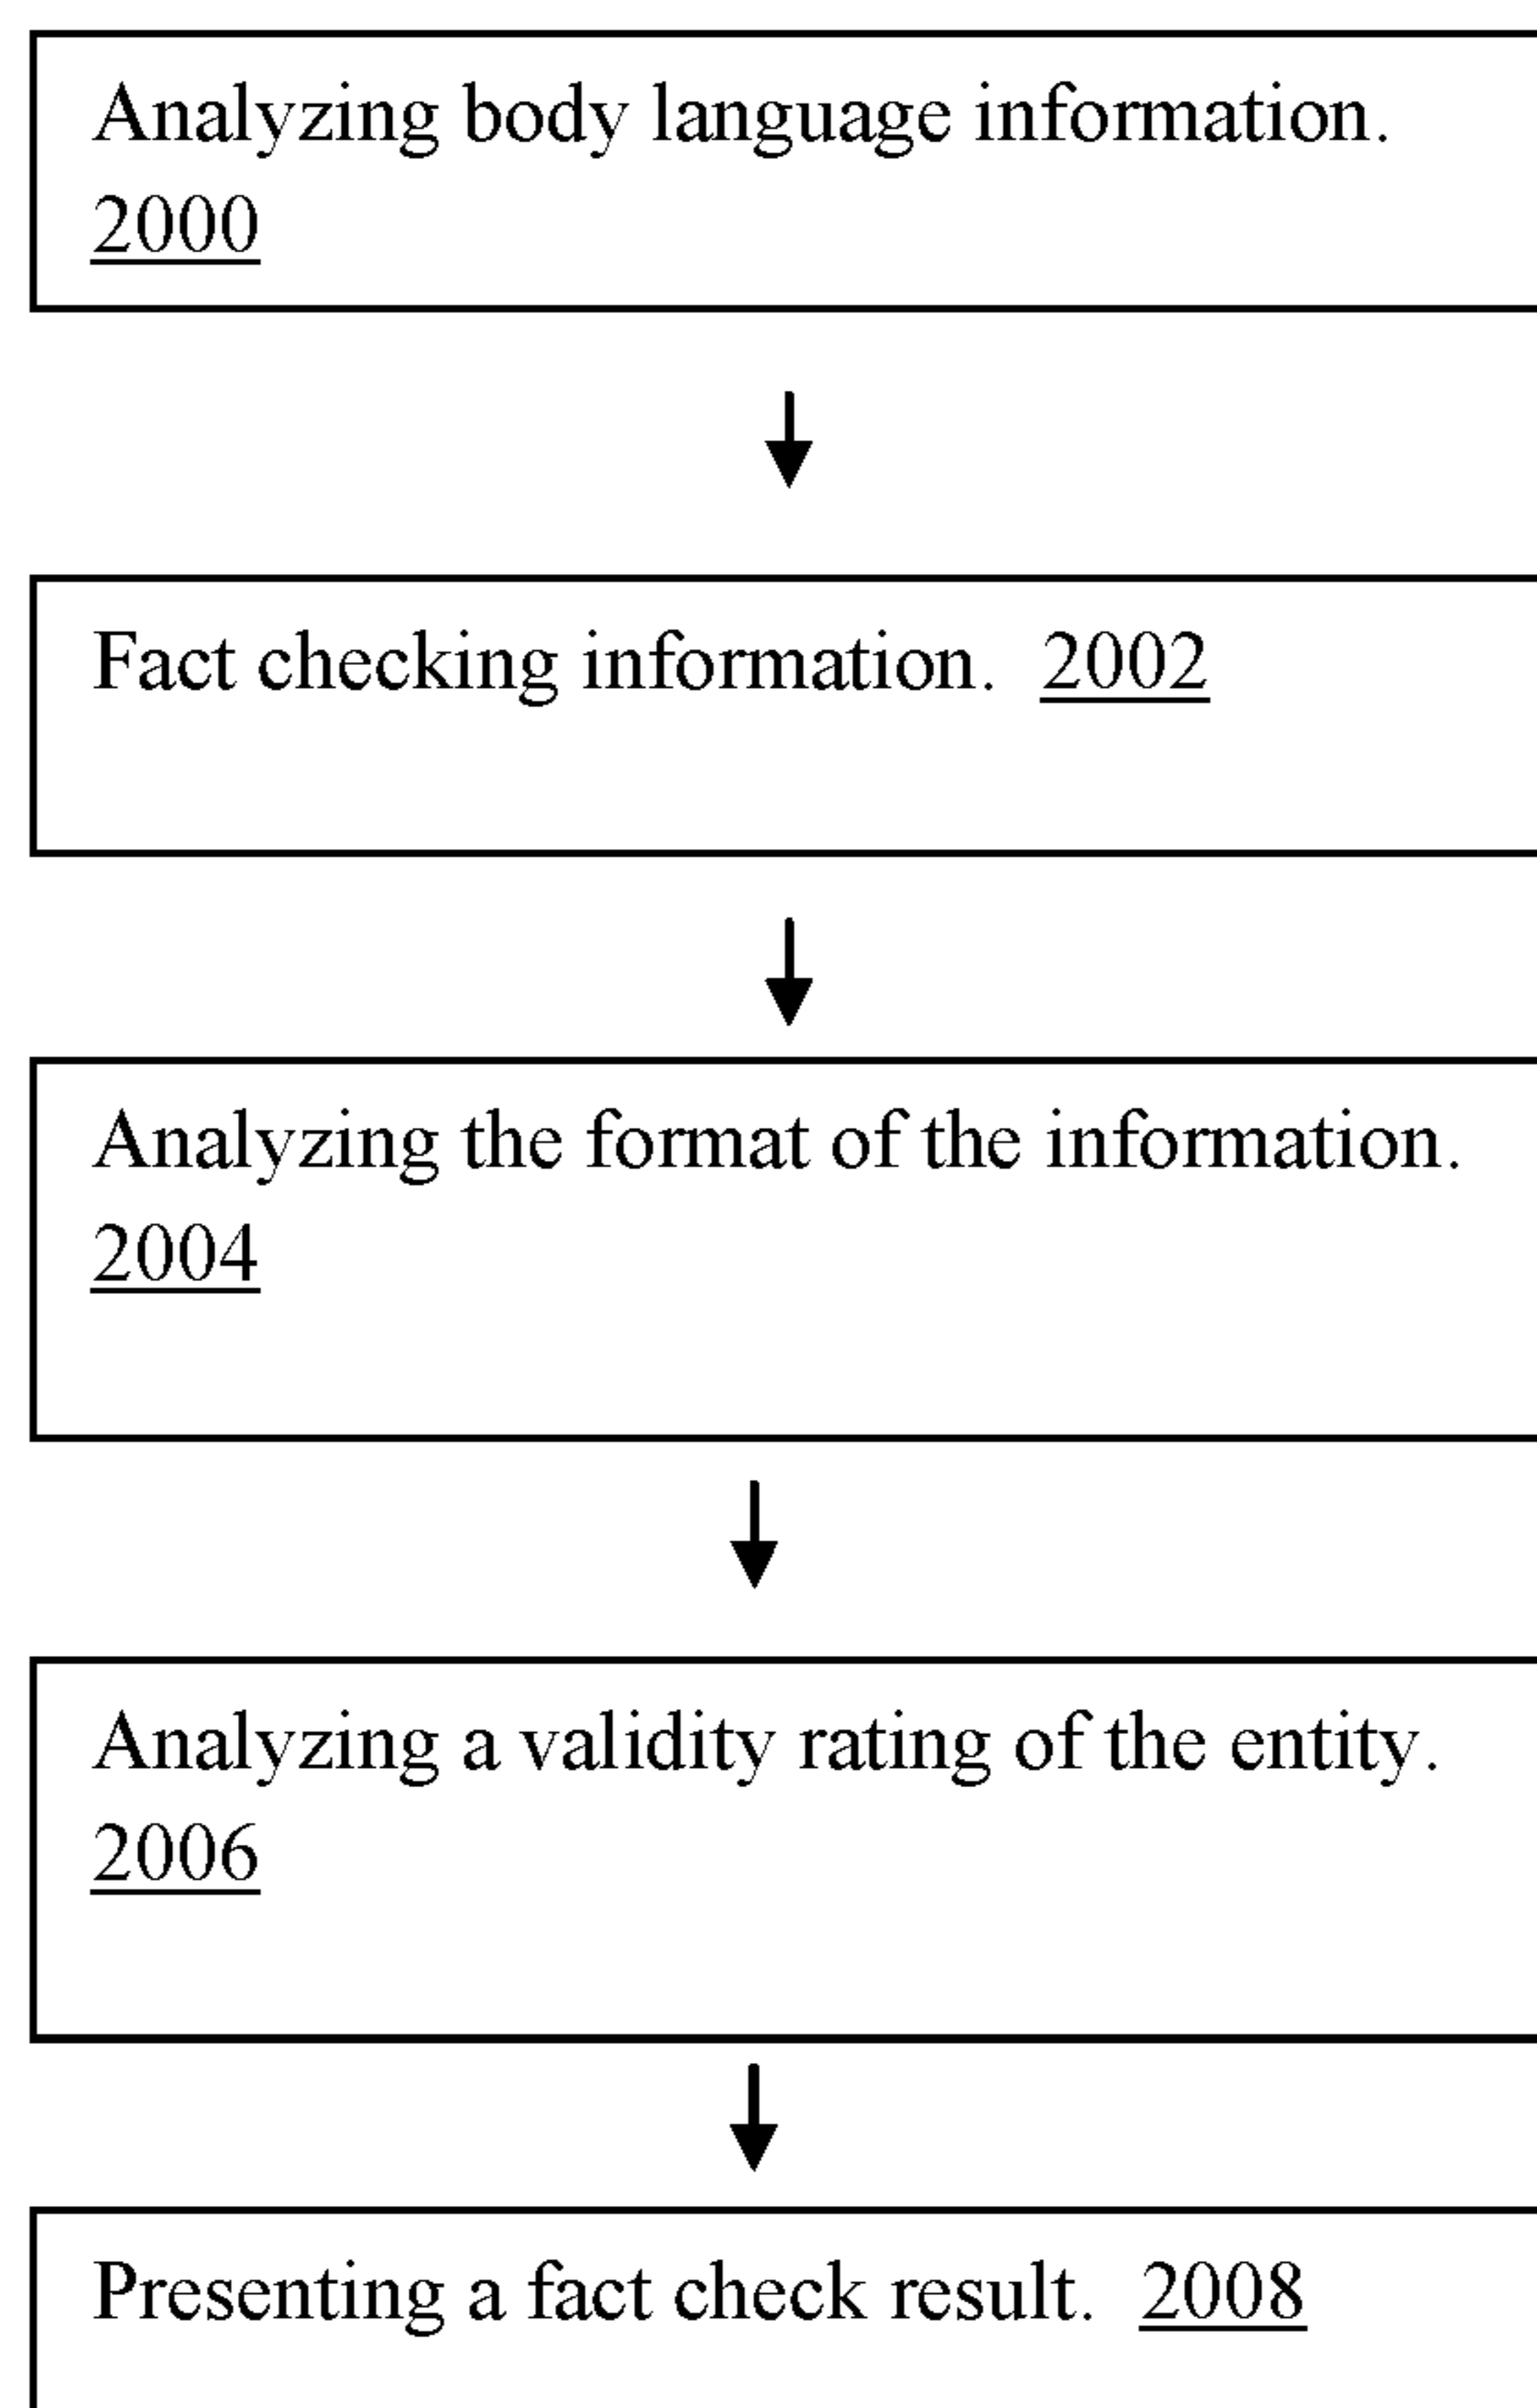 Analyzing body language information.
2000
Fact checking information. 2002
Analyzing the format of the information.
2004
Analyzing a validity rating of the entity.
2006
Presenting a fact check result. 2008